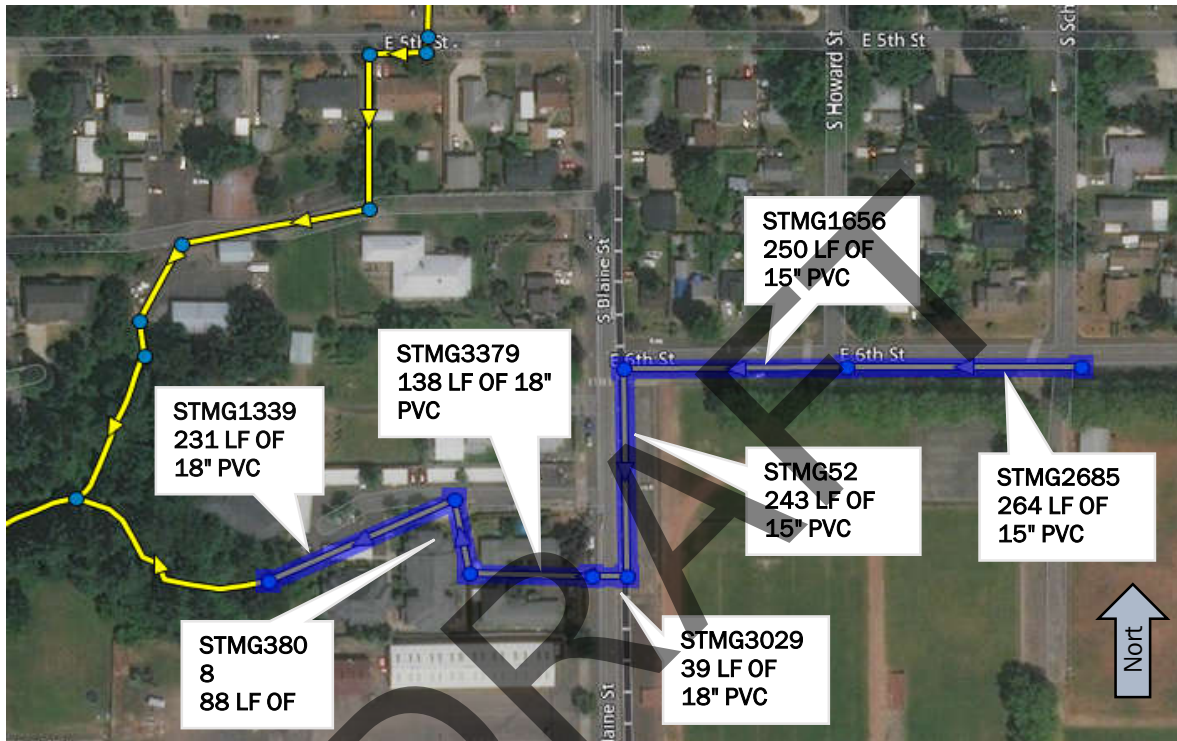 E 5th St
E 5th St
S Howard St
S Sch
STMG1656
250 LF OF
15" PVC
S Blaine St
STMG3379
138 LF OF 18"
PVC
E 6th St
E 6th St
STMG1339
231 LF OF
18" PVC
STMG52
243 LF OF
15" PVC
STMG2685
264 LF OF
15" PVC
STMG380
8
88 LF OF
STMG3029
39 LF OF
18" PVC
Nort
laine St
DRAFT